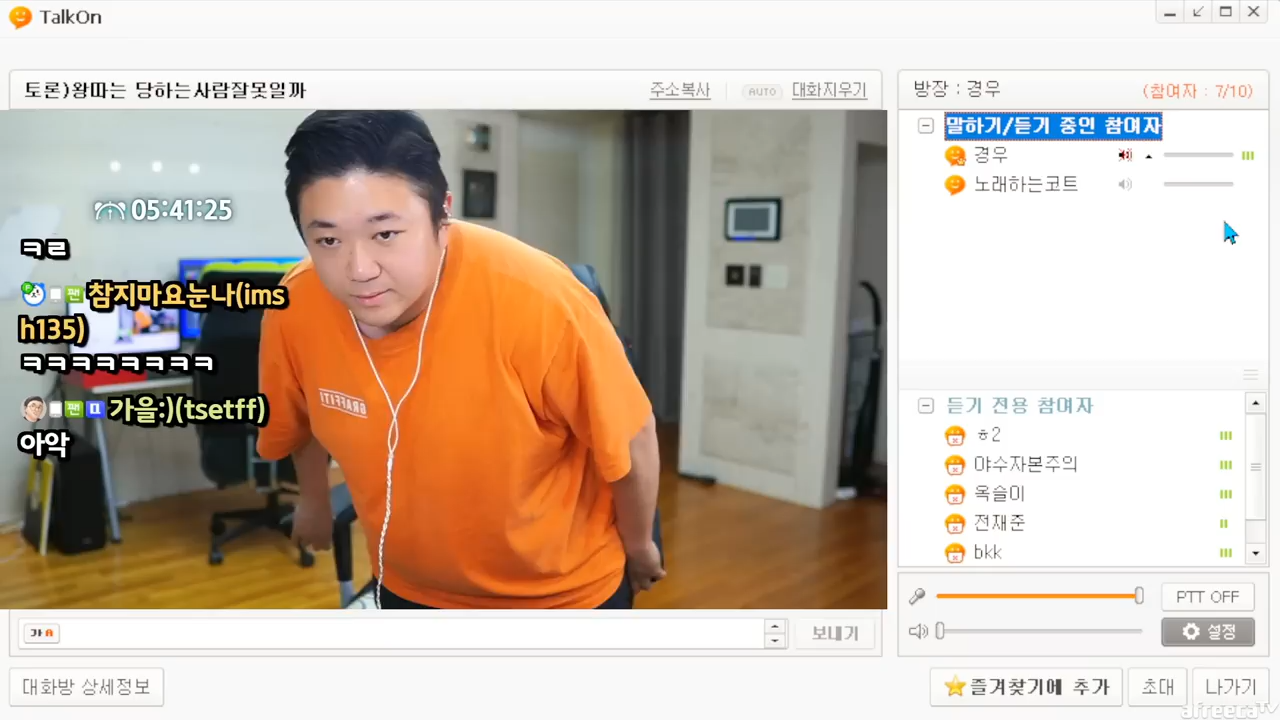 TalkOn
토론)왕따는 당하는사람잘못일까
주소복사
AUTO
대화지우기
방장 : 경우
(참여자 : 7/10)
말하기/듣기 중인 참여자
경우
노래하는코트
05:41:25
ㅋㄹ
팬 참지마요눈나(ims
h135)
ㅋㅋㅋㅋㅋㅋㅋㅋ
팬 가을:)(tsetff)
아악
GRAFFITI
듣기 전용 참여자
ㅎ2
야수자본주의
옥슬이
전재준
bkk
PTT OFF
설정
가A
보내기
대화방 상세정보
즐겨찾기에 추가
초대
나가기
afreecaTV